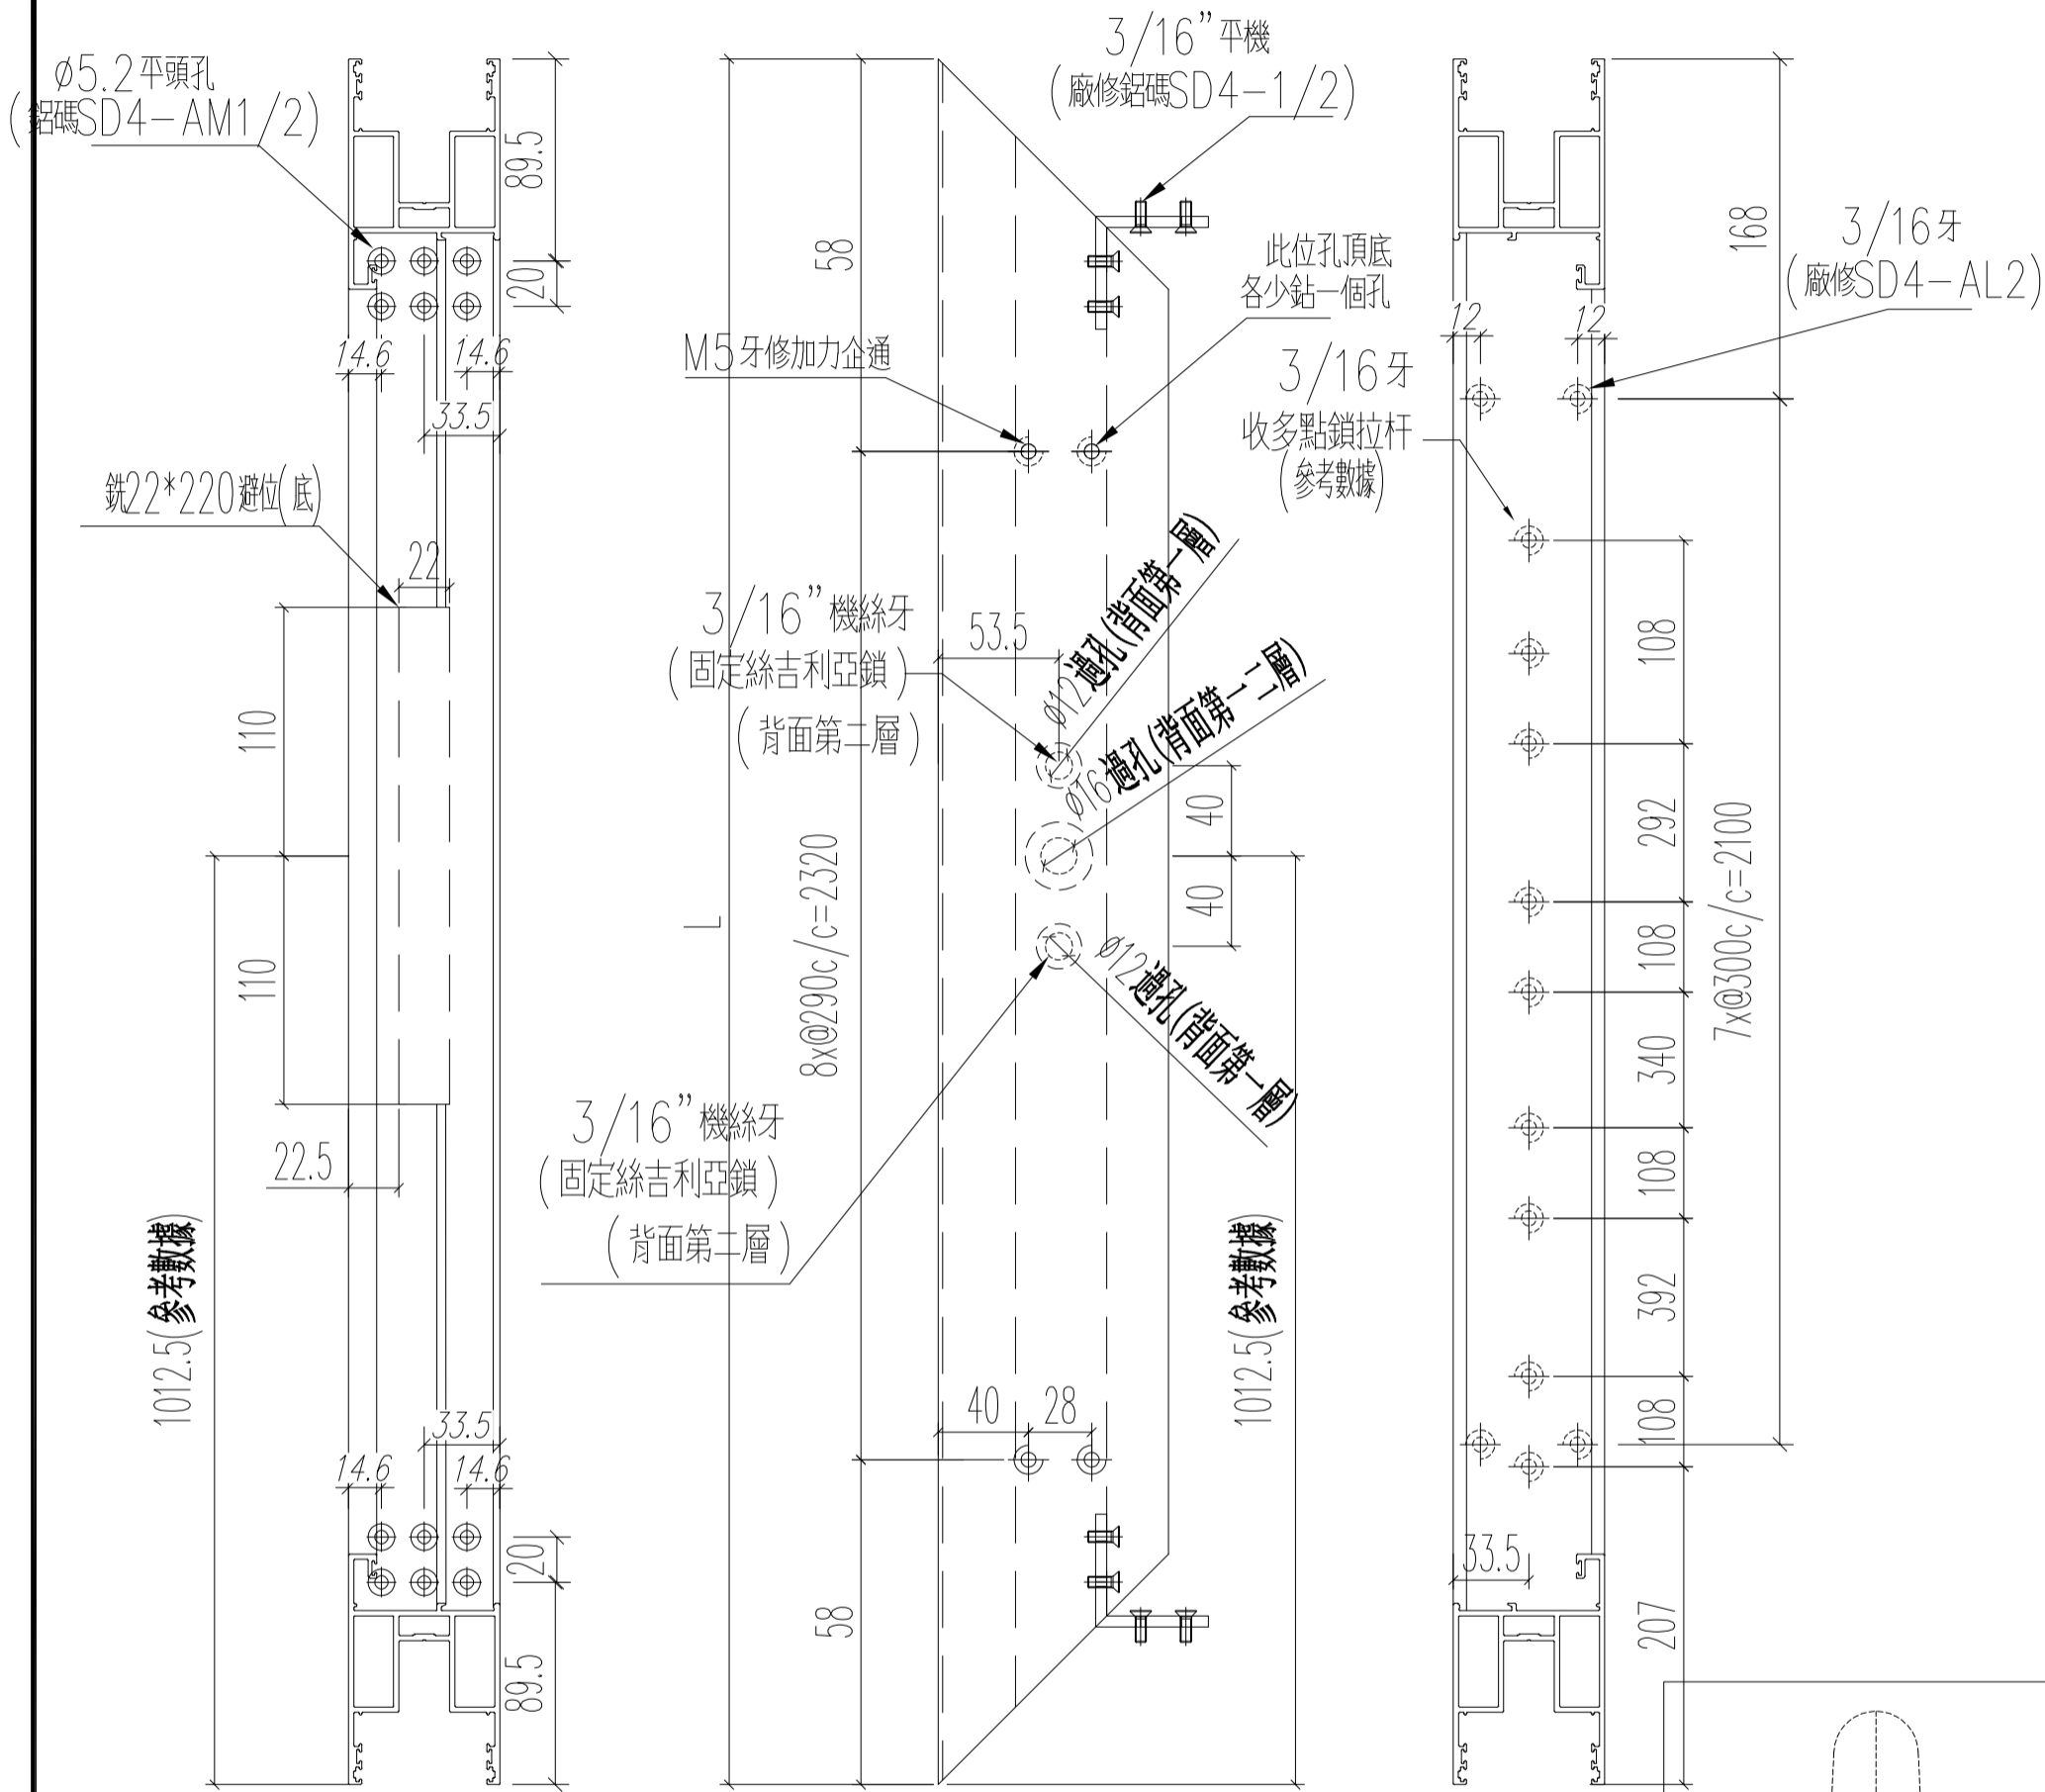 ø5.2平頭孔
(鋁碼SD4-AM1/2)
89.5
20
14.6
14.6
33.5
銑22*220避位(底)
22
110
110
22.5
1012.5(參考數據)
33.5
14.6
14.6
20
89.5
3/16”平機
(廠修鋁碼SD4-1/2)
58
此位孔頂底
各少鉆一個孔
M5牙修加力企通
3/16”機絲牙
(固定絲吉利亞鎖)
(背面第二層)
53.5
ø12過孔(背面第一層)
ø16過孔(背面第一二層)
40
40
L
8x@290c/c=2320
ø12過孔(背面第一層)
3/16”機絲牙
(固定絲吉利亞鎖)
(背面第二層)
1012.5(參考數據)
40
28
58
168
3/16牙
(廠修SD4-AL2)
12
12
3/16牙
收多點鎖拉杆
(參考數據)
108
292
7x@300c/c=2100
108
340
108
392
108
33.5
207